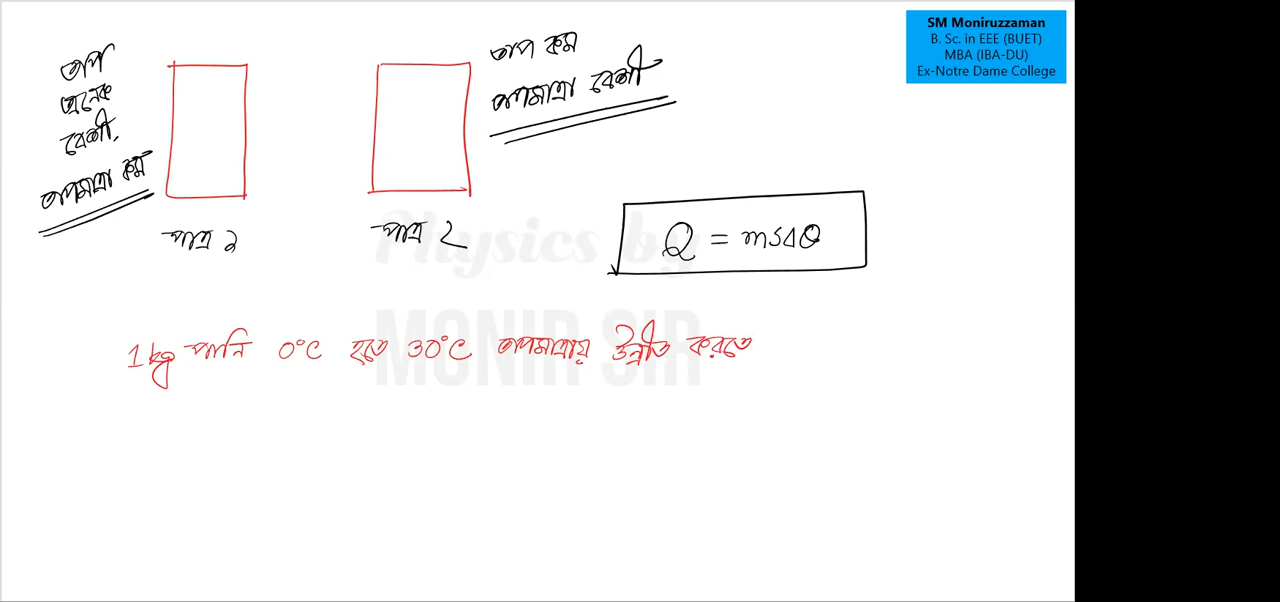 তাপ
অনেক
বেশী,
তাপমাত্রা কম
পাত্র ১
তাপ কম
তাপমাত্রা বেশী
পাত্র ২
SM Moniruzzaman
B. Sc. in EEE (BUET)
MBA (IBA-DU)
Ex-Notre Dame College
Q = msΔθ
Physics by
MONIR SIR
1 kg পানি 0°C হতে 30°C তাপমাত্রায় উন্নীত করতে